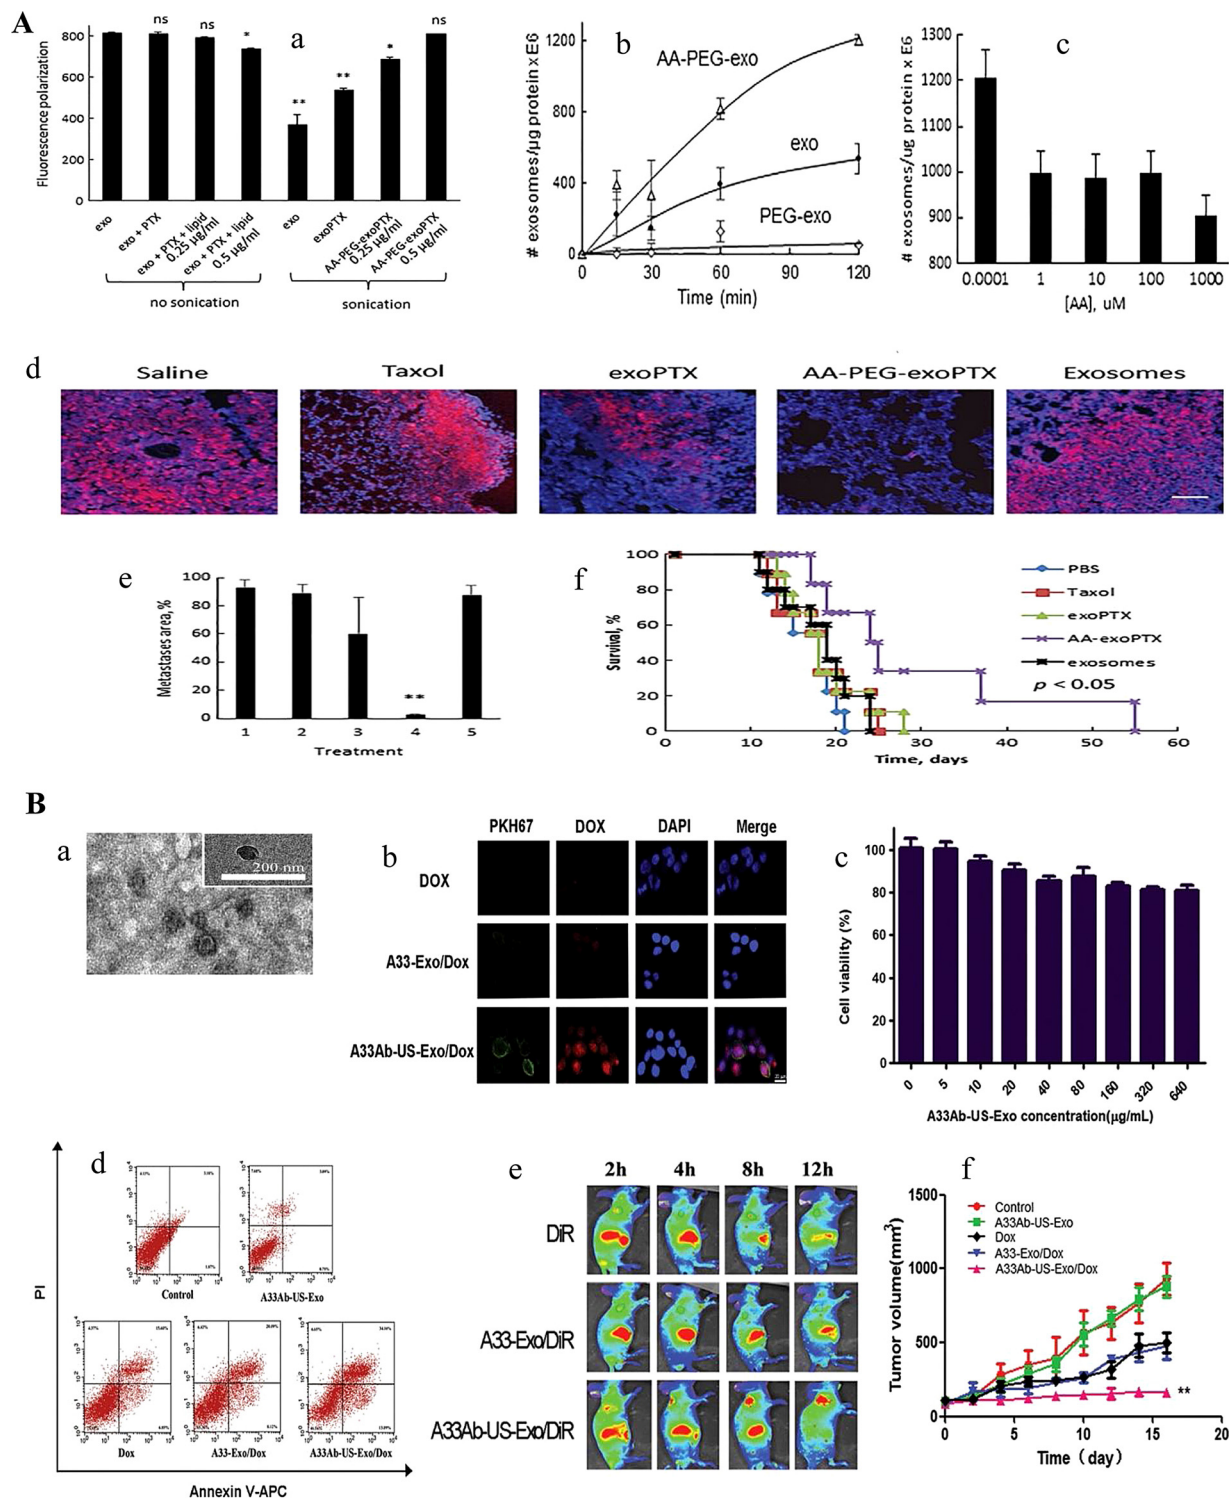 A
a
ns
ns
*
**
**
*
ns
800
600
400
200
0
Fluorescence polarization
exo
exo + PTX
exo + PTX + lipid
0.25 µg/ml
exo + PTX + lipid
0.5 µg/ml
exo
exoPTX
AA-PEG-exoPTX
0.25 µg/ml
AA-PEG-exoPTX
0.5 µg/ml
no sonication
sonication
b
# exosomes/µg protein x E6
1200
800
400
0
AA-PEG-exo
exo
PEG-exo
0 30 60 90 120
Time (min)
c
# exosomes/ug protein x E6
1300
1200
1100
1000
900
800
0.0001 1 10 100 1000
[AA], uM
d
Saline Taxol exoPTX AA-PEG-exoPTX Exosomes
e
Metastases area, %
100
80
60
40
20
0
**
1 2 3 4 5
Treatment
f
Survival, %
100
80
60
40
20
0
PBS
Taxol
exoPTX
AA-exoPTX
exosomes
p < 0.05
0 10 20 30 40 50 60
Time, days
B
a
200 nm
b
PKH67 DOX DAPI Merge
DOX
A33-Exo/Dox
A33Ab-US-Exo/Dox
c
Cell viability (%)
100
80
60
40
20
0
0 5 10 20 40 80 160 320 640
A33Ab-US-Exo concentration(µg/mL)
d
PI
Control
A33Ab-US-Exo
Dox
A33-Exo/Dox
A33Ab-US-Exo/Dox
Annexin V-APC
e
2h 4h 8h 12h
DiR
A33-Exo/DiR
A33Ab-US-Exo/DiR
f
Tumor volume(mm3)
1500
1000
500
0
Control
A33Ab-US-Exo
Dox
A33-Exo/Dox
A33Ab-US-Exo/Dox
**
0 5 10 15 20
Time ( day)